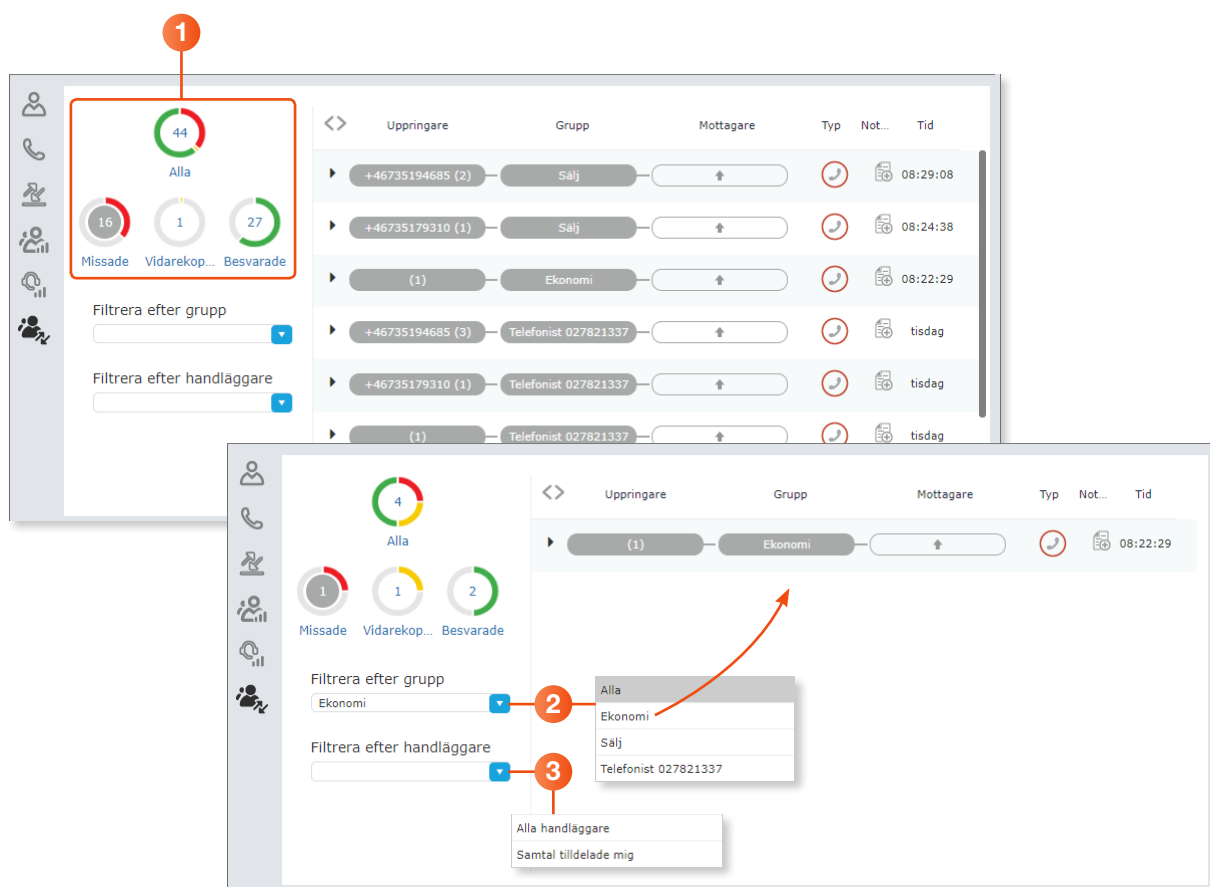 1
44
Alla
16
1
27
Missade
Vidarekop...
Besvarade
Filtrera efter grupp
Filtrera efter handläggare
<> Uppringare Grupp Mottagare Typ Not... Tid
+46735194685 (2) Sälj 08:29:08
+46735179310 (1) Sälj 08:24:38
(1) Ekonomi 08:22:29
+46735194685 (3) Telefonist 027821337 tisdag
+46735179310 (1) Telefonist 027821337 tisdag
(1) Telefonist 027821337 tisdag
4
Alla
1
1
2
Missade
Vidarekop...
Besvarade
Filtrera efter grupp
Ekonomi
2
Filtrera efter handläggare
3
<> Uppringare Grupp Mottagare Typ Not... Tid
(1) Ekonomi 08:22:29
Alla
Ekonomi
Sälj
Telefonist 027821337
Alla handläggare
Samtal tilldelade mig